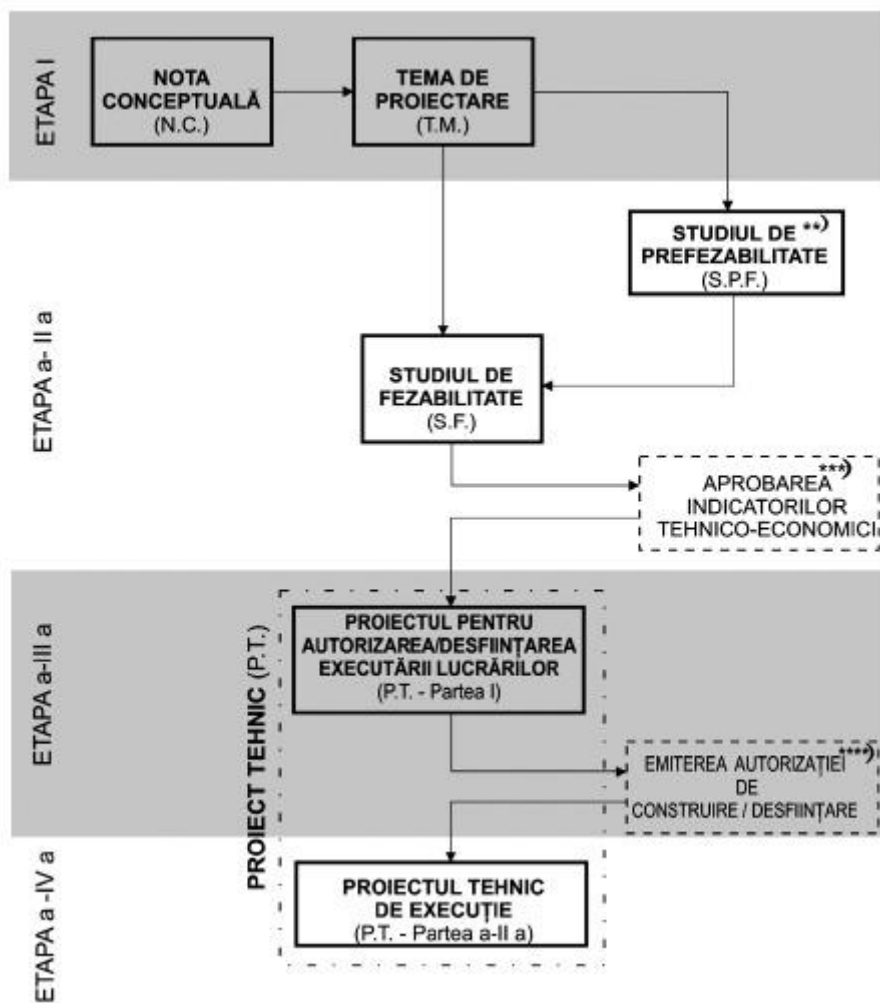 ETAPA I
NOTA
CONCEPTUALĂ
(N.C.)
TEMA DE
PROIECTARE
(T.M.)
ETAPA a- II a
STUDIUL DE **)
PREFEZABILITATE
(S.P.F.)
STUDIUL DE
FEZABILITATE
(S.F.)
APROBAREA ***)
INDICATORILOR
TEHNICO-ECONOMICI
ETAPA a-III a
PROIECT TEHNIC (P.T.)
PROIECTUL PENTRU
AUTORIZAREA/DESFIINȚAREA
EXECUTĂRII LUCRĂRILOR
(P.T. - Partea I)
EMITEREA AUTORIZAȚIEI ****)
DE
CONSTRUIRE / DESFIINȚARE
ETAPA a -IV a
PROIECTUL TEHNIC
DE EXECUȚIE
(P.T. - Partea a-II a)